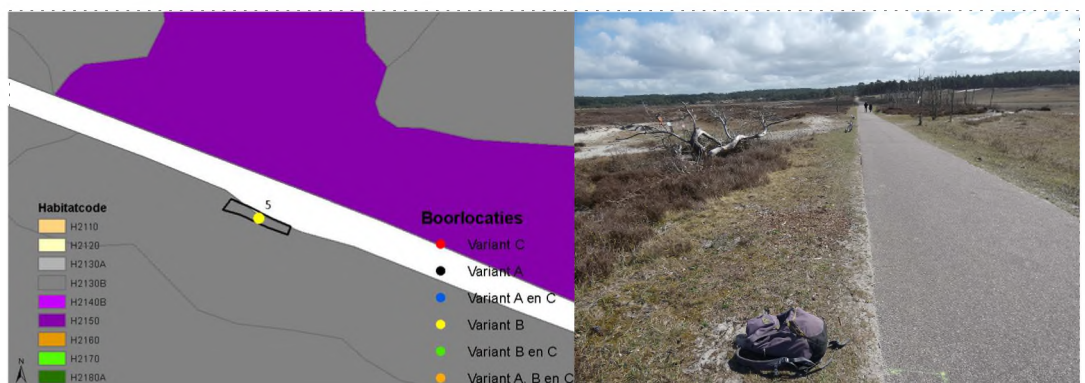 5
Habitatcode
H2110
H2120
H2130A
H2130B
H2140B
H2150
H2160
H2170
H2180A
N
Boorlocaties
Variant C
Variant A
Variant A en C
Variant B
Variant B en C
Variant A, B en C